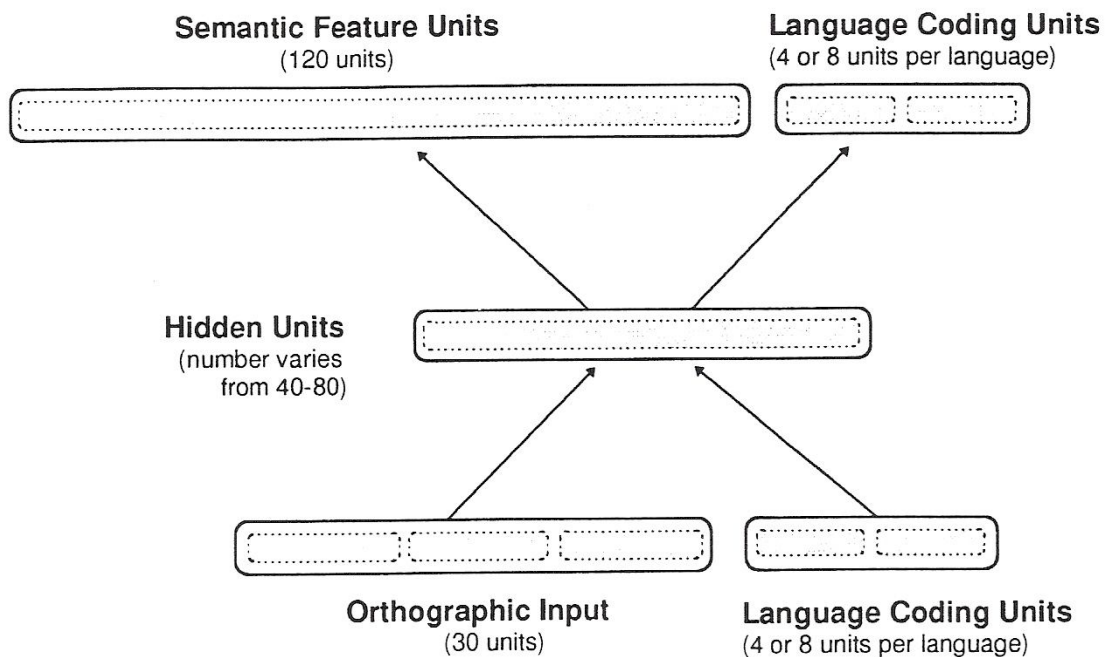 Semantic Feature Units
(120 units)
Language Coding Units
(4 or 8 units per language)
Hidden Units
(number varies
from 40-80)
Orthographic Input
(30 units)
Language Coding Units
(4 or 8 units per language)